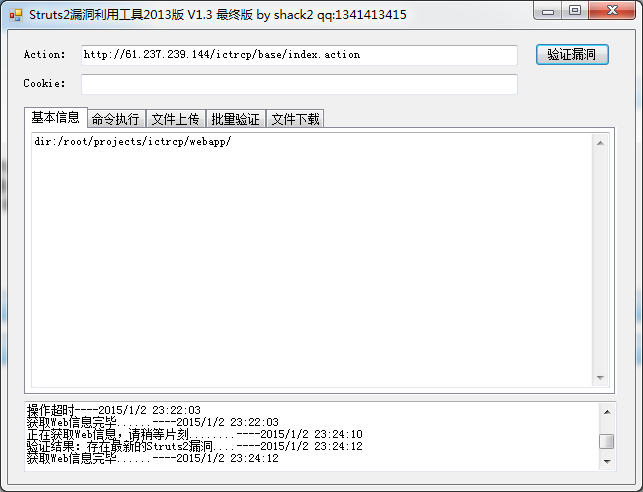 Struts2漏洞利用工具2013版 V1.3 最终版 by shack2 qq:1341413415
Action: http://61.237.239.144/ictrcp/base/index.action 验证漏洞
Cookie:
基本信息 命令执行 文件上传 批量验证 文件下载
dir:/root/projects/ictrcp/webapp/
操作超时----2015/1/2 23:22:03
获取Web信息完毕......----2015/1/2 23:22:03
正在获取Web信息，请稍等片刻........----2015/1/2 23:24:10
验证结果：存在最新的Struts2漏洞....----2015/1/2 23:24:12
获取Web信息完毕......----2015/1/2 23:24:12